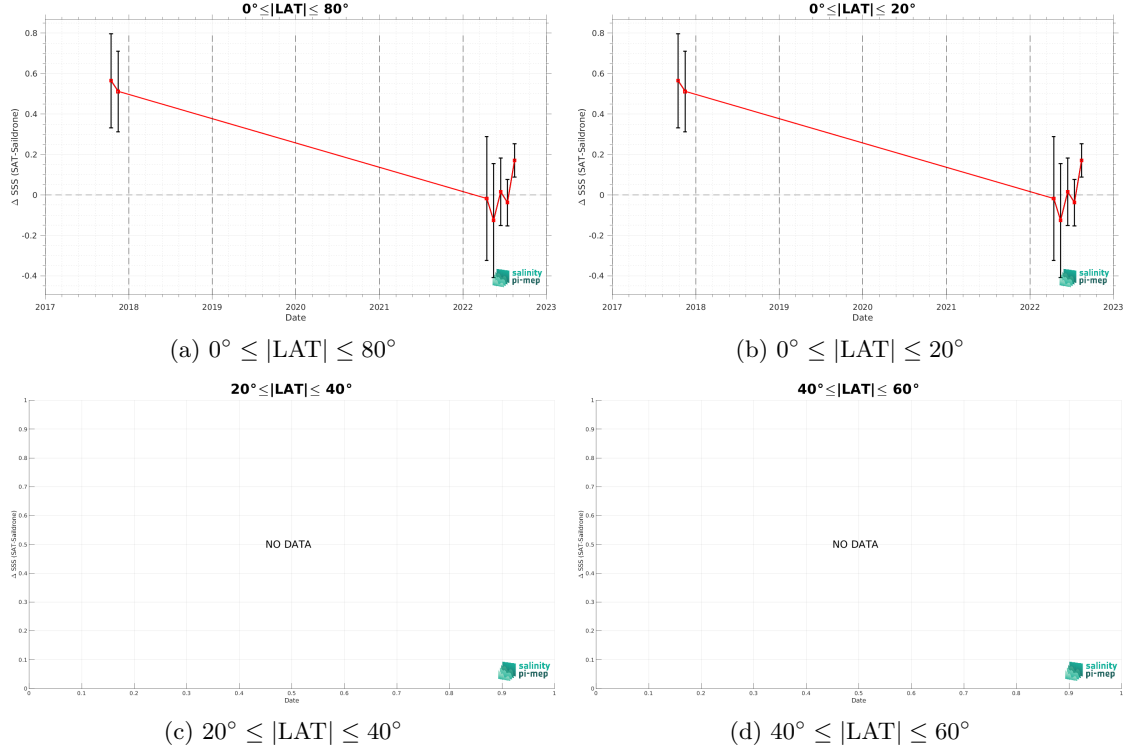 0°≤|LAT|≤ 80°
Δ SSS (SAT-Saildrone)
0.8
0.6
0.4
0.2
0
-0.2
-0.4
salinity
pi-mep
2017 2018 2019 2020 2021 2022 2023
Date
(a) 0° ≤ |LAT| ≤ 80°
0°≤|LAT|≤ 20°
Δ SSS (SAT-Saildrone)
0.8
0.6
0.4
0.2
0
-0.2
-0.4
salinity
pi-mep
2017 2018 2019 2020 2021 2022 2023
Date
(b) 0° ≤ |LAT| ≤ 20°
20°≤|LAT|≤ 40°
Δ SSS (SAT-Saildrone)
1
0.9
0.8
0.7
0.6
0.5
0.4
0.3
0.2
0.1
0
NO DATA
salinity
pi-mep
0 0.1 0.2 0.3 0.4 0.5 0.6 0.7 0.8 0.9 1
Date
(c) 20° ≤ |LAT| ≤ 40°
40°≤|LAT|≤ 60°
Δ SSS (SAT-Saildrone)
1
0.9
0.8
0.7
0.6
0.5
0.4
0.3
0.2
0.1
0
NO DATA
salinity
pi-mep
0 0.1 0.2 0.3 0.4 0.5 0.6 0.7 0.8 0.9 1
Date
(d) 40° ≤ |LAT| ≤ 60°